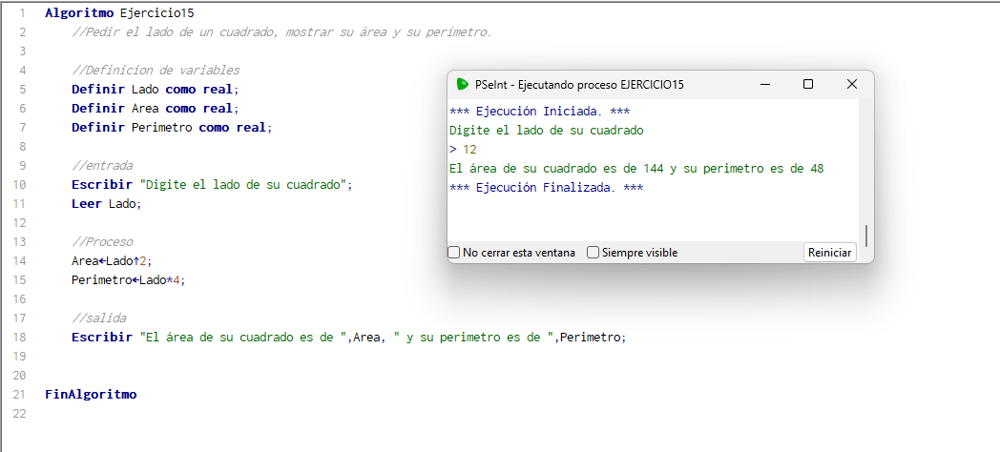 1 Algoritmo Ejercicio15
2 //Pedir el lado de un cuadrado, mostrar su área y su perimetro.
3
4 //Definicion de variables
5 Definir Lado como real;
6 Definir Area como real;
7 Definir Perimetro como real;
8
9 //entrada
10 Escribir "Digite el lado de su cuadrado";
11 Leer Lado;
12
13 //Proceso
14 Area←Lado↑2;
15 Perimetro←Lado*4;
16
17 //salida
18 Escribir "El área de su cuadrado es de ",Area, " y su perimetro es de ",Perimetro;
19
20
21 FinAlgoritmo
22
PSeInt - Ejecutando proceso EJERCICIO15
*** Ejecución Iniciada. ***
Digite el lado de su cuadrado
> 12
El área de su cuadrado es de 144 y su perimetro es de 48
*** Ejecución Finalizada. ***
No cerrar esta ventana Siempre visible Reiniciar